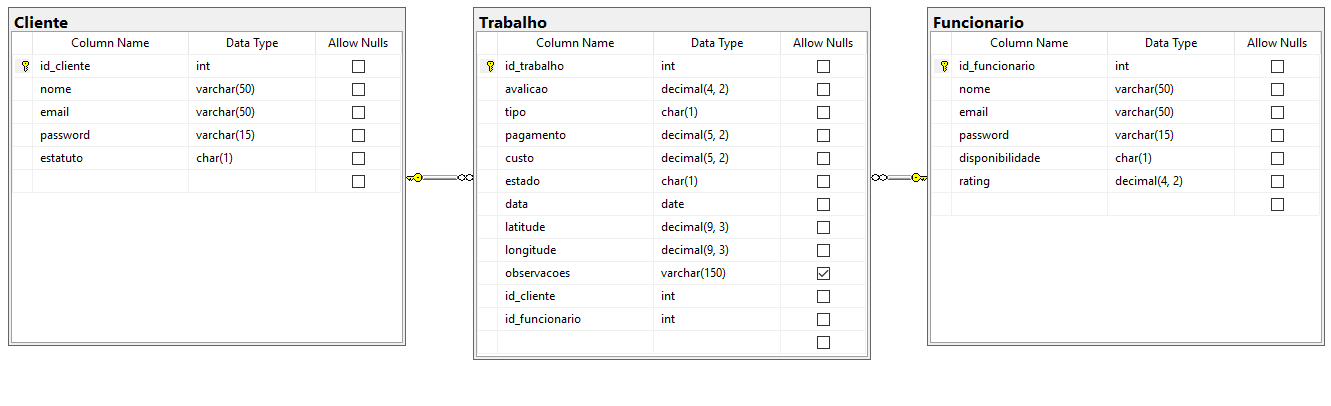 Cliente
Column Name Data Type Allow Nulls
id_cliente int
nome varchar(50)
email varchar(50)
password varchar(15)
estatuto char(1)
Trabalho
Column Name Data Type Allow Nulls
id_trabalho int
avalicao decimal(4, 2)
tipo char(1)
pagamento decimal(5, 2)
custo decimal(5, 2)
estado char(1)
data date
latitude decimal(9, 3)
longitude decimal(9, 3)
observacoes varchar(150)
id_cliente int
id_funcionario int
Funcionario
Column Name Data Type Allow Nulls
id_funcionario int
nome varchar(50)
email varchar(50)
password varchar(15)
disponibilidade char(1)
rating decimal(4, 2)